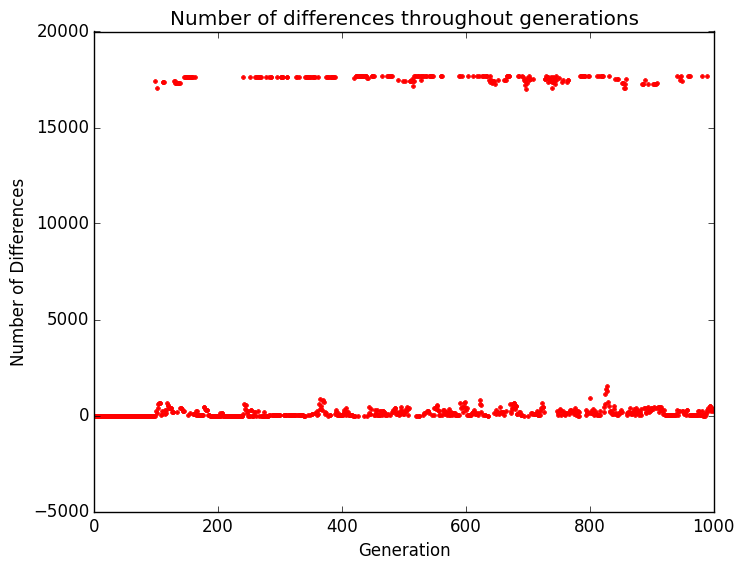 Number of differences throughout generations
20000
15000
10000
5000
0
−5000
0 200 400 600 800 1000
Number of Differences
Generation